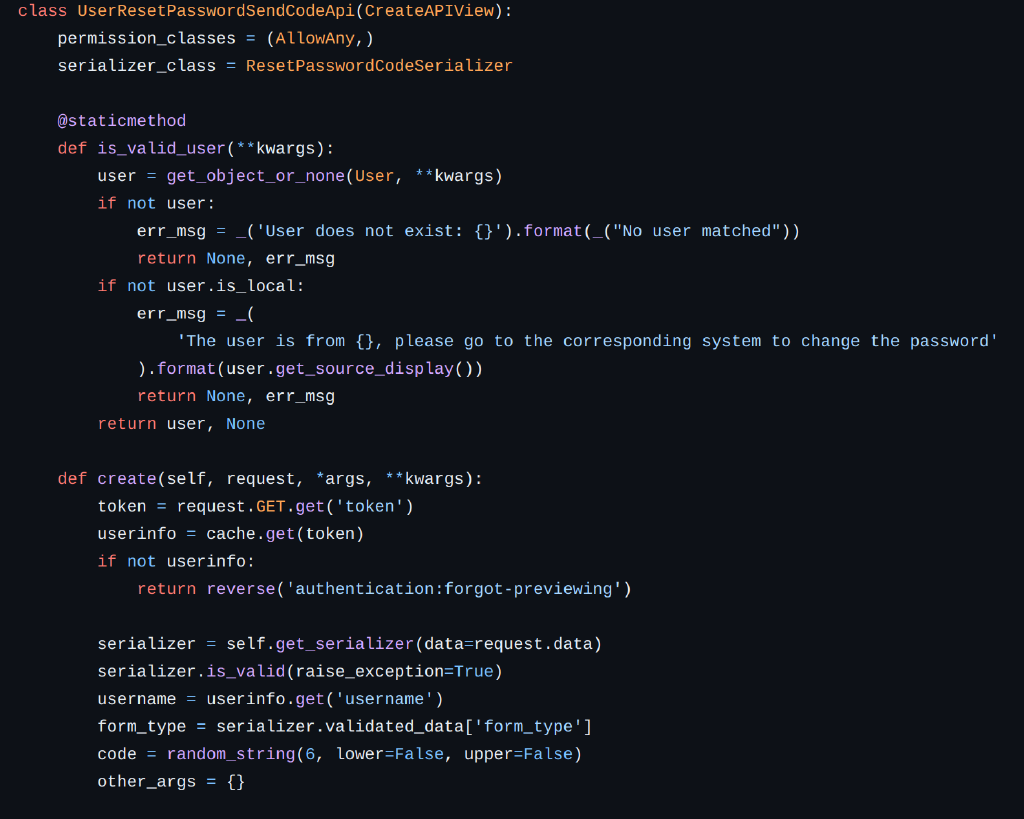 class UserResetPasswordSendCodeApi(CreateAPIView):
    permission_classes = (AllowAny,)
    serializer_class = ResetPasswordCodeSerializer

    @staticmethod
    def is_valid_user(**kwargs):
        user = get_object_or_none(User, **kwargs)
        if not user:
            err_msg = _('User does not exist: {}').format(_("No user matched"))
            return None, err_msg
        if not user.is_local:
            err_msg = _(
                'The user is from {}, please go to the corresponding system to change the password'
            ).format(user.get_source_display())
            return None, err_msg
        return user, None

    def create(self, request, *args, **kwargs):
        token = request.GET.get('token')
        userinfo = cache.get(token)
        if not userinfo:
            return reverse('authentication:forgot-previewing')

        serializer = self.get_serializer(data=request.data)
        serializer.is_valid(raise_exception=True)
        username = userinfo.get('username')
        form_type = serializer.validated_data['form_type']
        code = random_string(6, lower=False, upper=False)
        other_args = {}